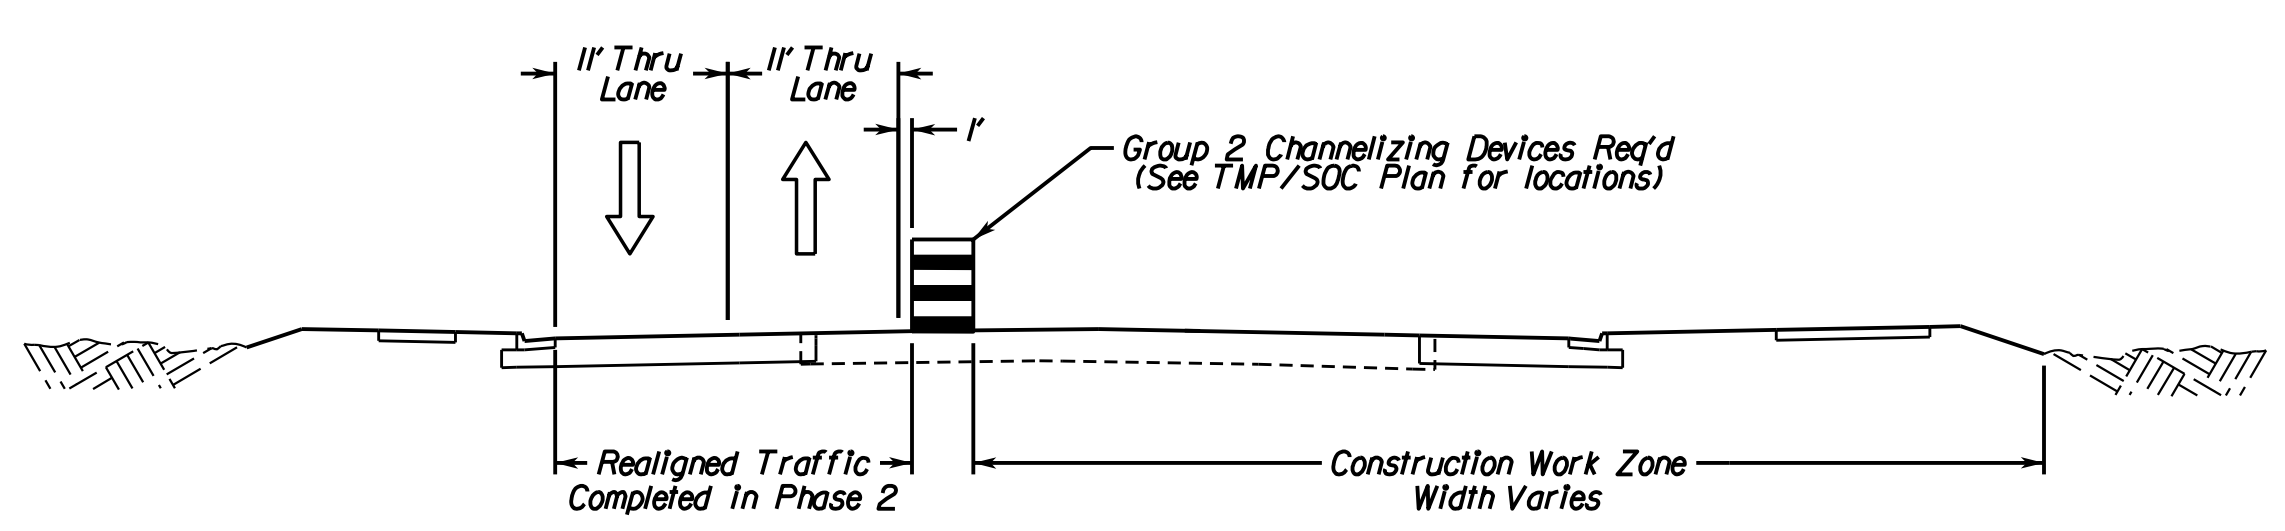 11' Thru
Lane
11' Thru
Lane
1'
Group 2 Channelizing Devices Req'd
(See TMP/SOC Plan for locations)
Realigned Traffic
Completed in Phase 2
Construction Work Zone
Width Varies